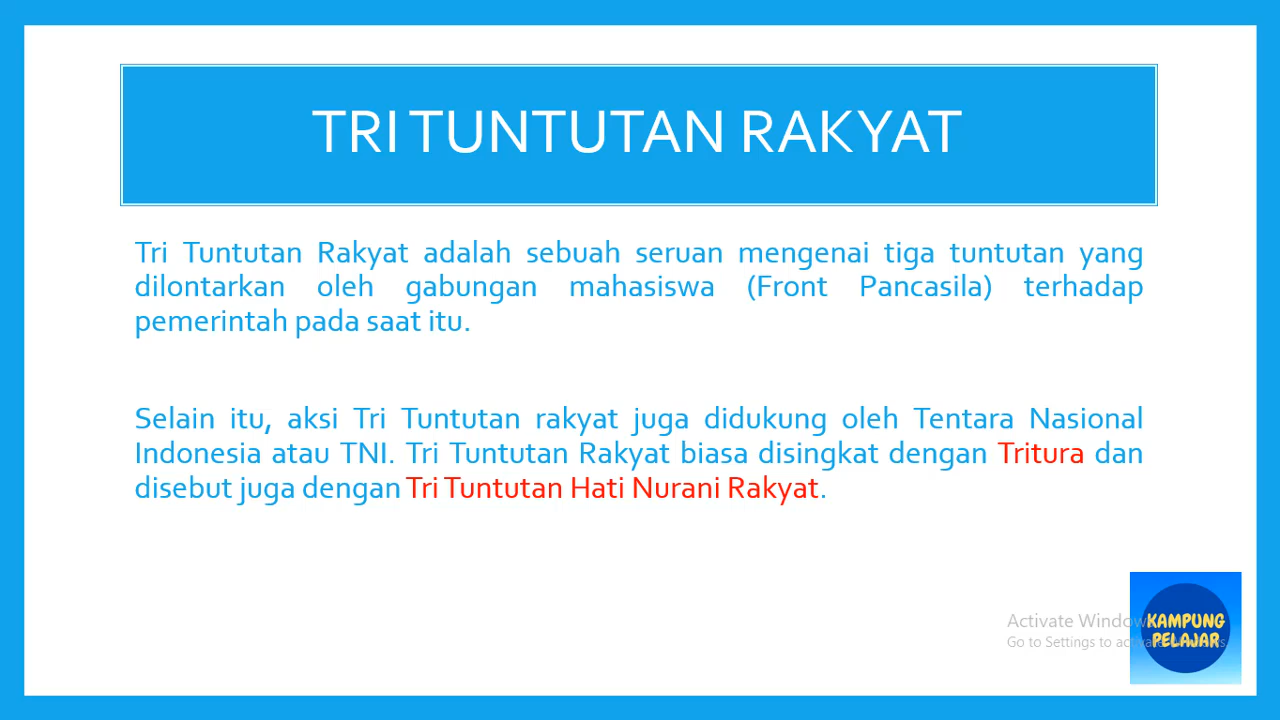 TRI TUNTUTAN RAKYAT
Tri Tuntutan Rakyat adalah sebuah seruan mengenai tiga tuntutan yang
dilontarkan oleh gabungan mahasiswa (Front Pancasila) terhadap
pemerintah pada saat itu.
Selain itu, aksi Tri Tuntutan rakyat juga didukung oleh Tentara Nasional
Indonesia atau TNI. Tri Tuntutan Rakyat biasa disingkat dengan Tritura dan
disebut juga dengan Tri Tuntutan Hati Nurani Rakyat.
Activate Window
Go to Settings to
KAMPUNG
PELAJAR